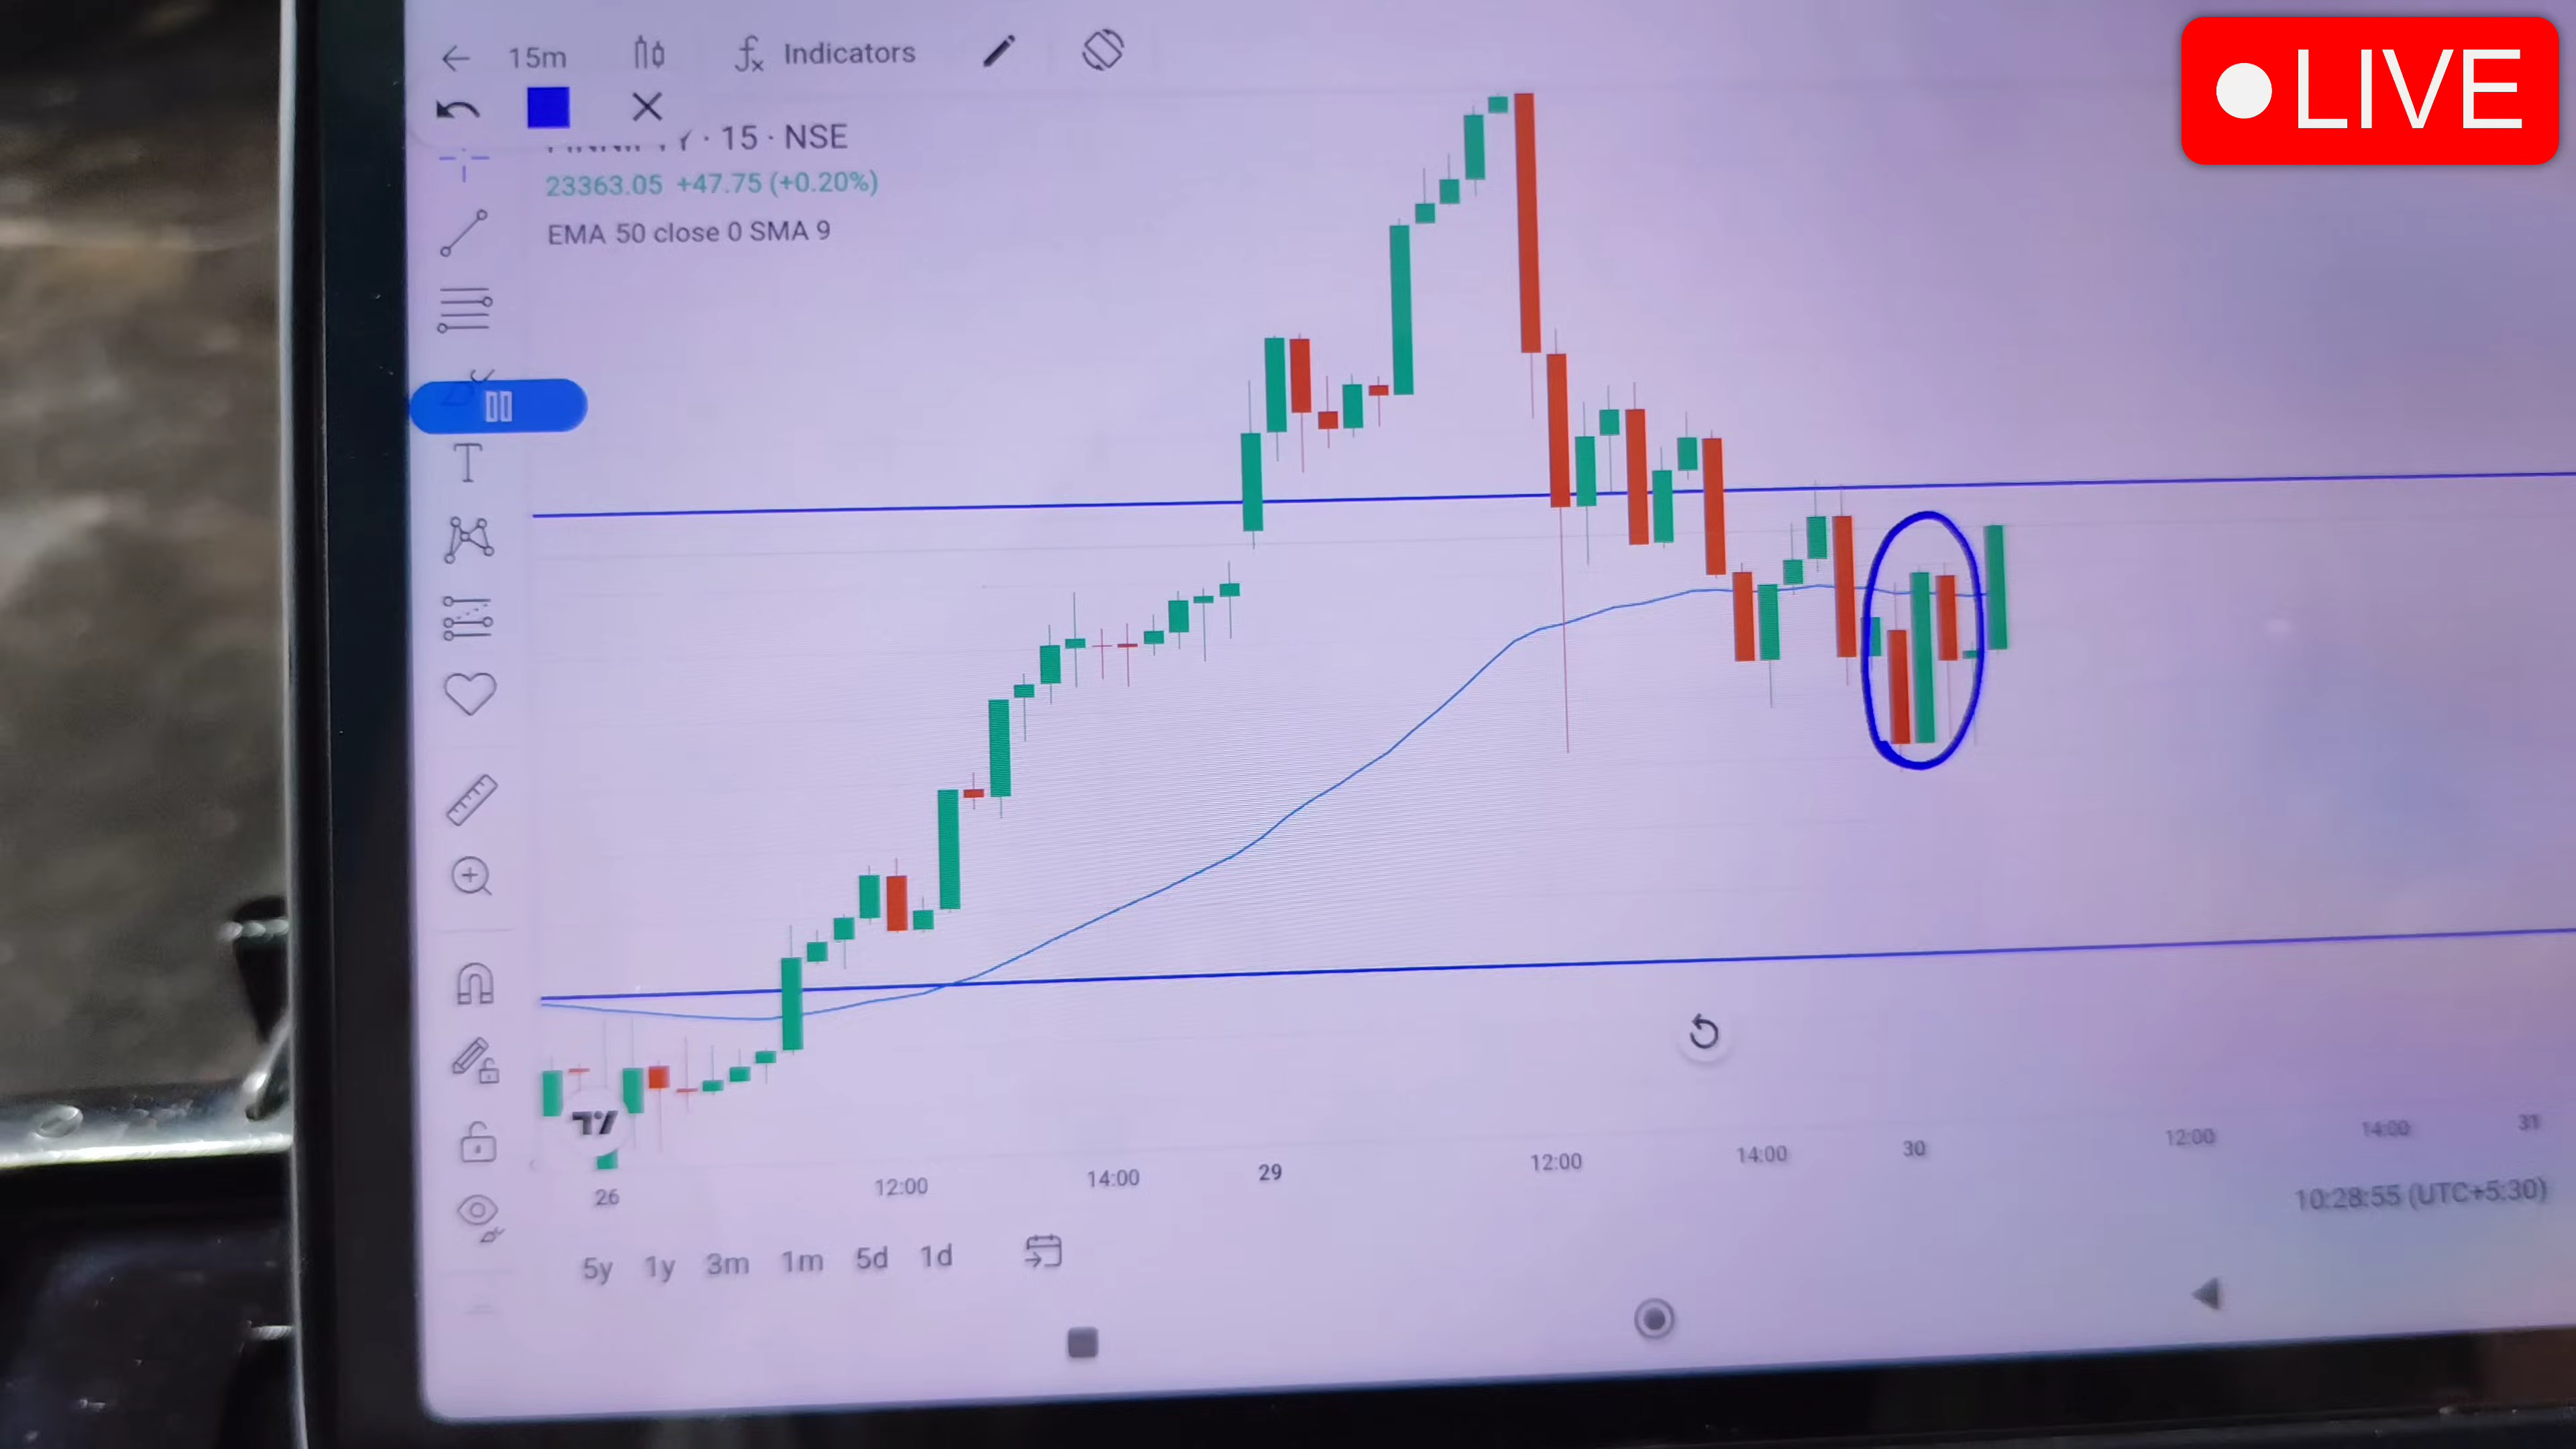 LIVE
15m Indicators
· 15 · NSE
23363.05 +47.75 (+0.20%)
EMA 50 close 0 SMA 9
T
26 12:00 14:00 29 12:00 14:00 30 12:00 14:00 31
10:28:55 (UTC+5:30)
5y 1y 3m 1m 5d 1d